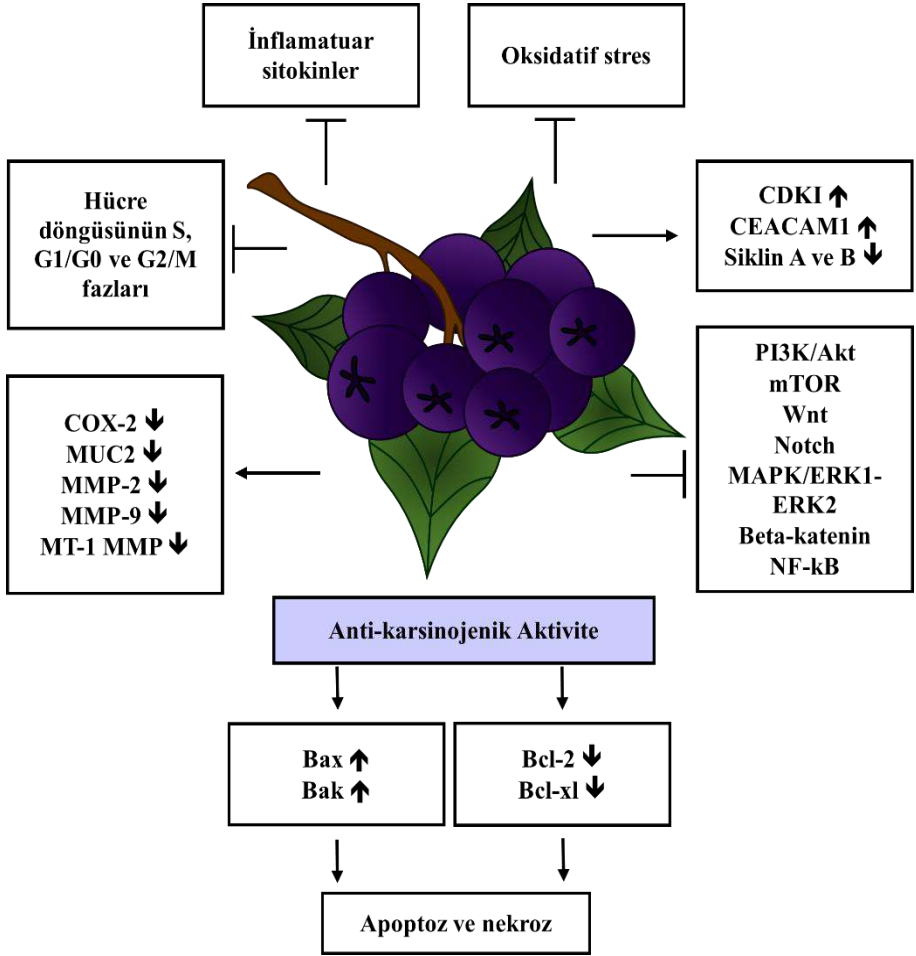 İnflamatuar
sitokinler
Oksidatif stres
Hücre
döngüsünün S,
G1/G0 ve G2/M
fazları
CDKI ↑
CEACAM1 ↑
Siklin A ve B ↓
COX-2 ↓
MUC2 ↓
MMP-2 ↓
MMP-9 ↓
MT-1 MMP ↓
PI3K/Akt
mTOR
Wnt
Notch
MAPK/ERK1-
ERK2
Beta-katenin
NF-kB
Anti-karsinojenik Aktivite
Bax ↑
Bak ↑
Bcl-2 ↓
Bcl-xl ↓
Apoptoz ve nekroz